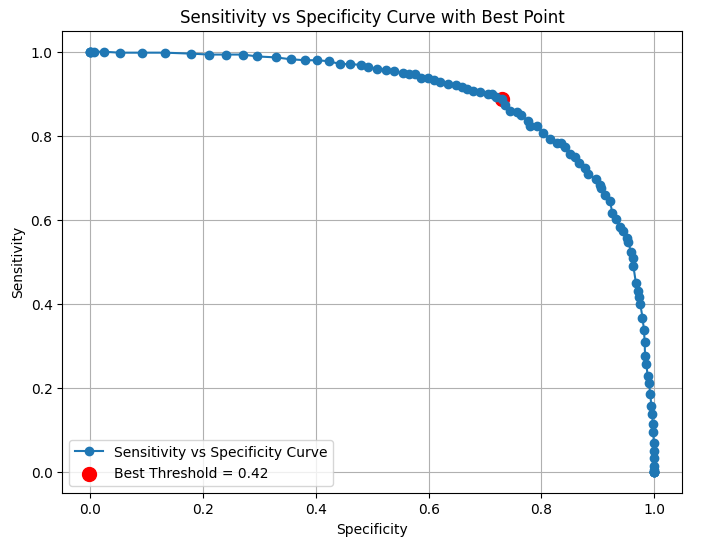 Sensitivity vs Specificity Curve with Best Point
1.0
0.8
0.6
0.4
0.2
0.0
Sensitivity
Sensitivity vs Specificity Curve
Best Threshold = 0.42
0.0 0.2 0.4 0.6 0.8 1.0
Specificity